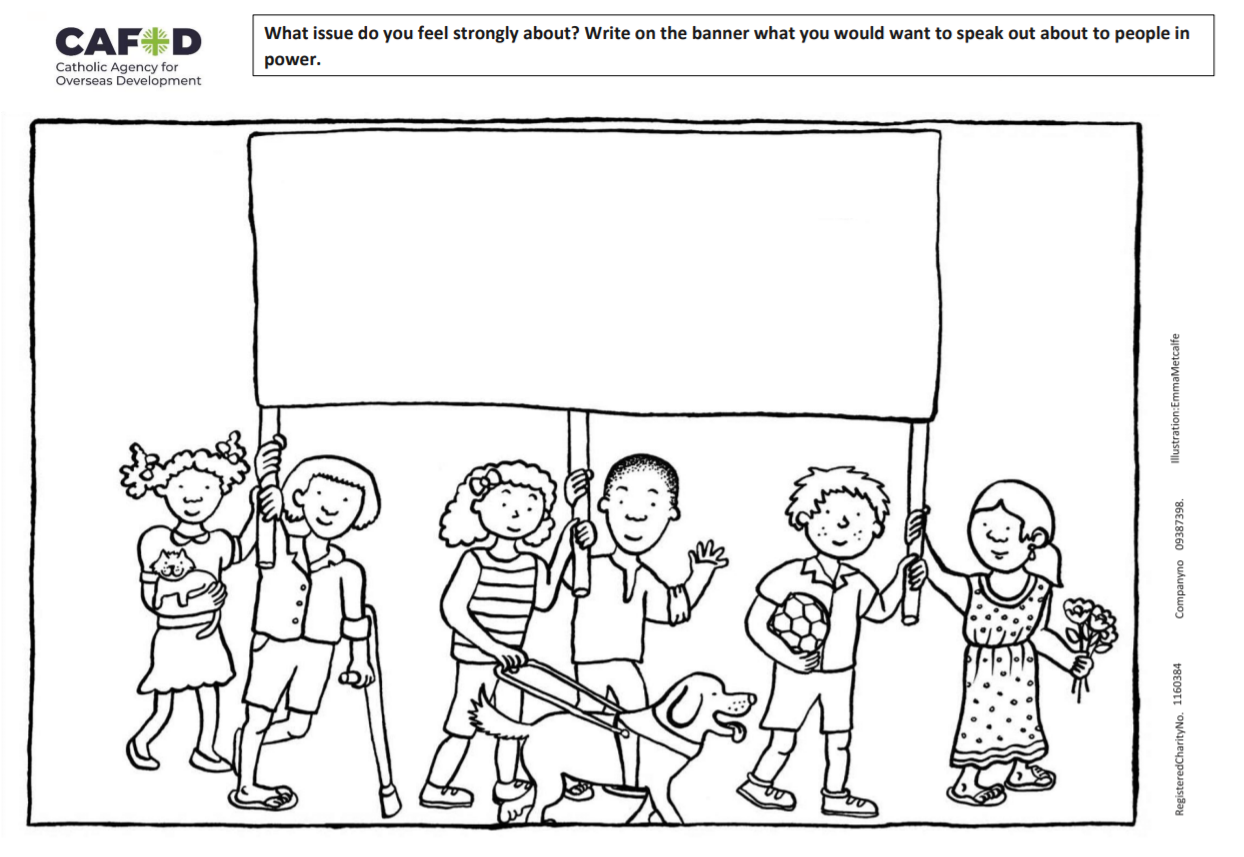 CAFOD
Catholic Agency for
Overseas Development
What issue do you feel strongly about? Write on the banner what you would want to speak out about to people in
power.
Illustration:EmmaMetcalfe
RegisteredCharityNo. 1160384 Companyno 09387398.